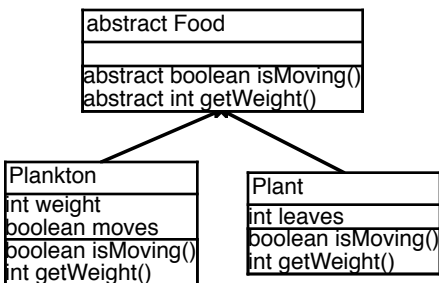 abstract Food
abstract boolean isMoving()
abstract int getWeight()
Plankton
int weight
boolean moves
boolean isMoving()
int getWeight()
Plant
int leaves
boolean isMoving()
int getWeight()